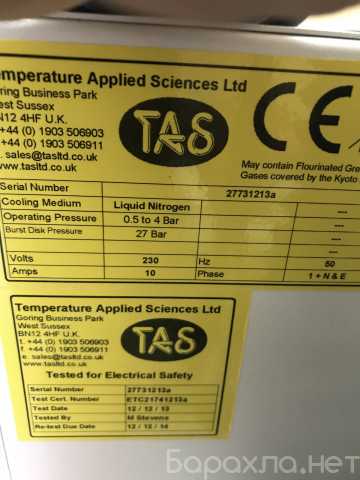 Temperature Applied Sciences Ltd
Goring Business Park
West Sussex
BN12 4HF U.K.
+44 (0) 1903 506903
+44 (0) 1903 506911
e. sales@tasltd.co.uk
tasltd.co.uk
TAS
CE
May contain Flourinated Gre
Gases covered by the Kyoto
Serial Number 27731213a
Cooling Medium Liquid Nitrogen ---
Operating Pressure 0.5 to 4 Bar ---
Burst Disk Pressure 27 Bar ---
---
Volts 230 Hz 50
Amps 10 Phase 1 + N & E
Temperature Applied Sciences Ltd
Goring Business Park
West Sussex
BN12 4HF U.K.
t. +44 (0) 1903 506903
f. +44 (0) 1903 506911
e. sales@tasltd.co.uk
tasltd.co.uk
TAS
Tested for Electrical Safety
Serial Number 27731213a
Test Cert. Number ETC21741213a
Test Date 12 / 12 / 13
Tested By M Stevens
Re-test Due Date 12 / 12 / 14
Барахла.нет